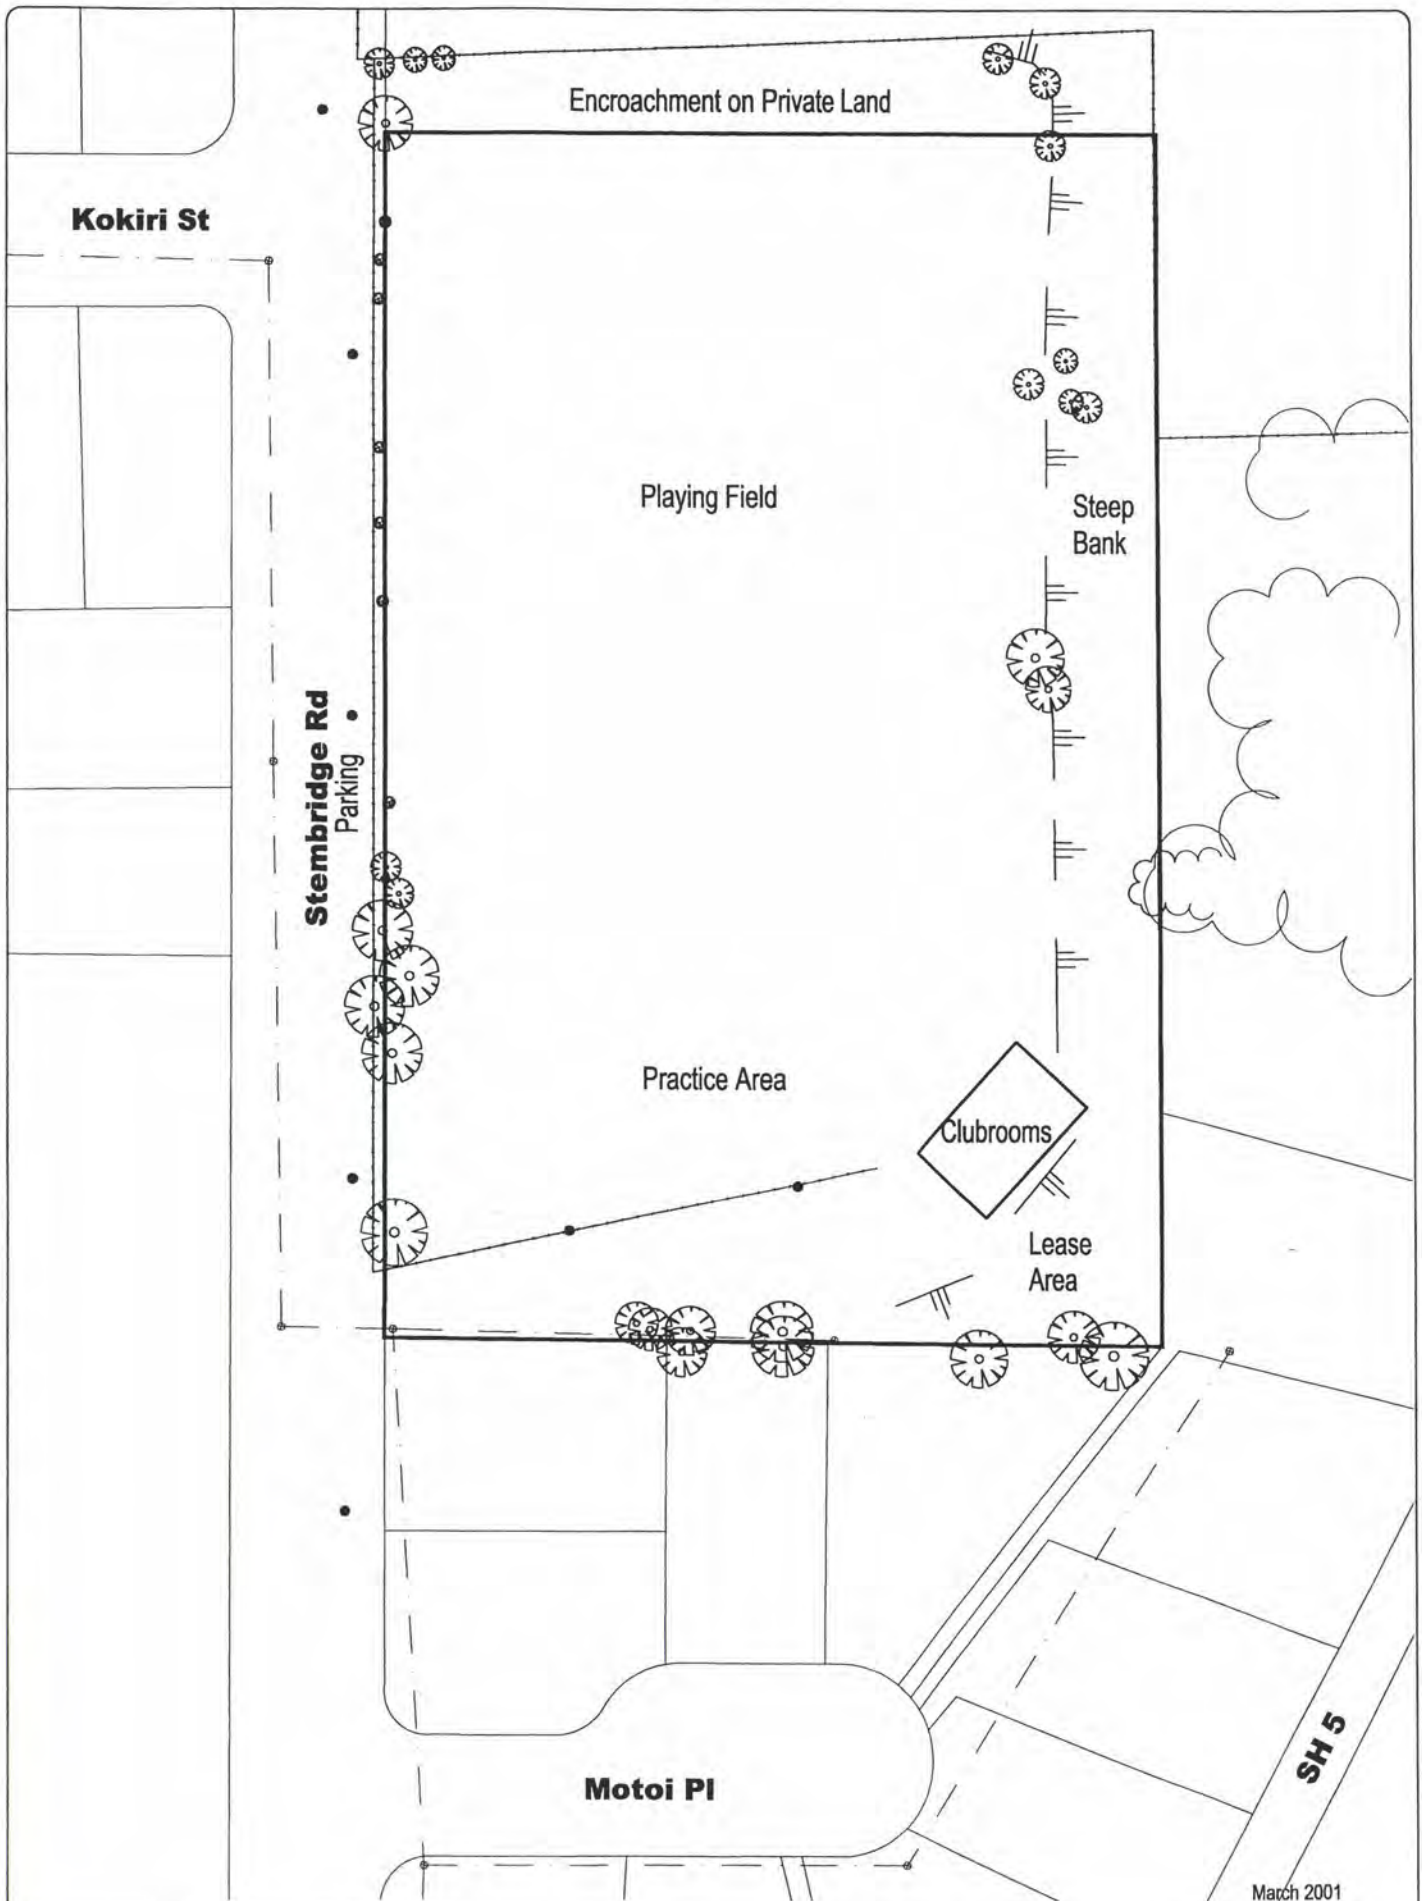 Encroachment on Private Land
Kokiri St
Playing Field
Steep
Bank
Stembridge Rd
Parking
Practice Area
Clubrooms
Lease
Area
SH 5
Motoi Pl
March 2001